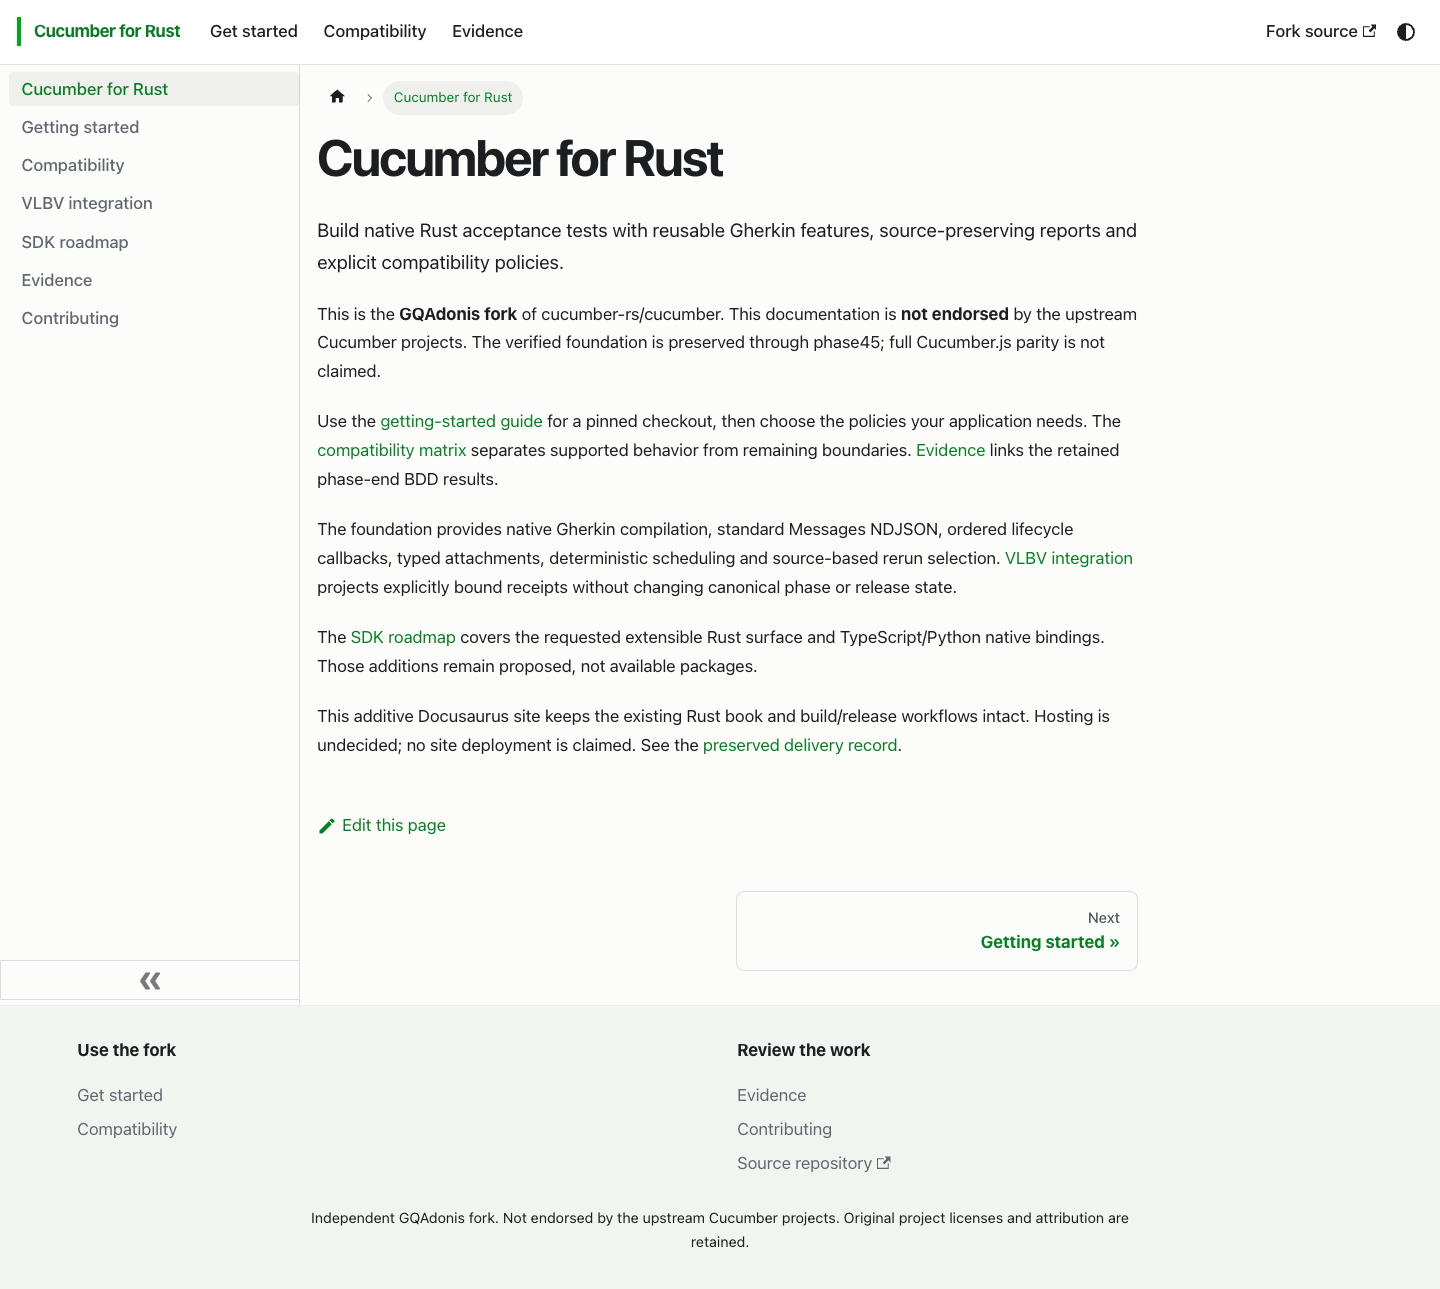 Cucumber for Rust
Get started
Compatibility
Evidence
Fork source
Cucumber for Rust
Getting started
Compatibility
VLBV integration
SDK roadmap
Evidence
Contributing
Cucumber for Rust
Cucumber for Rust
Build native Rust acceptance tests with reusable Gherkin features, source-preserving reports and
explicit compatibility policies.
This is the GQAdonis fork of cucumber-rs/cucumber. This documentation is not endorsed by the upstream
Cucumber projects. The verified foundation is preserved through phase45; full Cucumber.js parity is not
claimed.
Use the getting-started guide for a pinned checkout, then choose the policies your application needs. The
compatibility matrix separates supported behavior from remaining boundaries. Evidence links the retained
phase-end BDD results.
The foundation provides native Gherkin compilation, standard Messages NDJSON, ordered lifecycle
callbacks, typed attachments, deterministic scheduling and source-based rerun selection. VLBV integration
projects explicitly bound receipts without changing canonical phase or release state.
The SDK roadmap covers the requested extensible Rust surface and TypeScript/Python native bindings.
Those additions remain proposed, not available packages.
This additive Docusaurus site keeps the existing Rust book and build/release workflows intact. Hosting is
undecided; no site deployment is claimed. See the preserved delivery record.
Edit this page
Next
Getting started »
Use the fork
Get started
Compatibility
Review the work
Evidence
Contributing
Source repository
Independent GQAdonis fork. Not endorsed by the upstream Cucumber projects. Original project licenses and attribution are
retained.